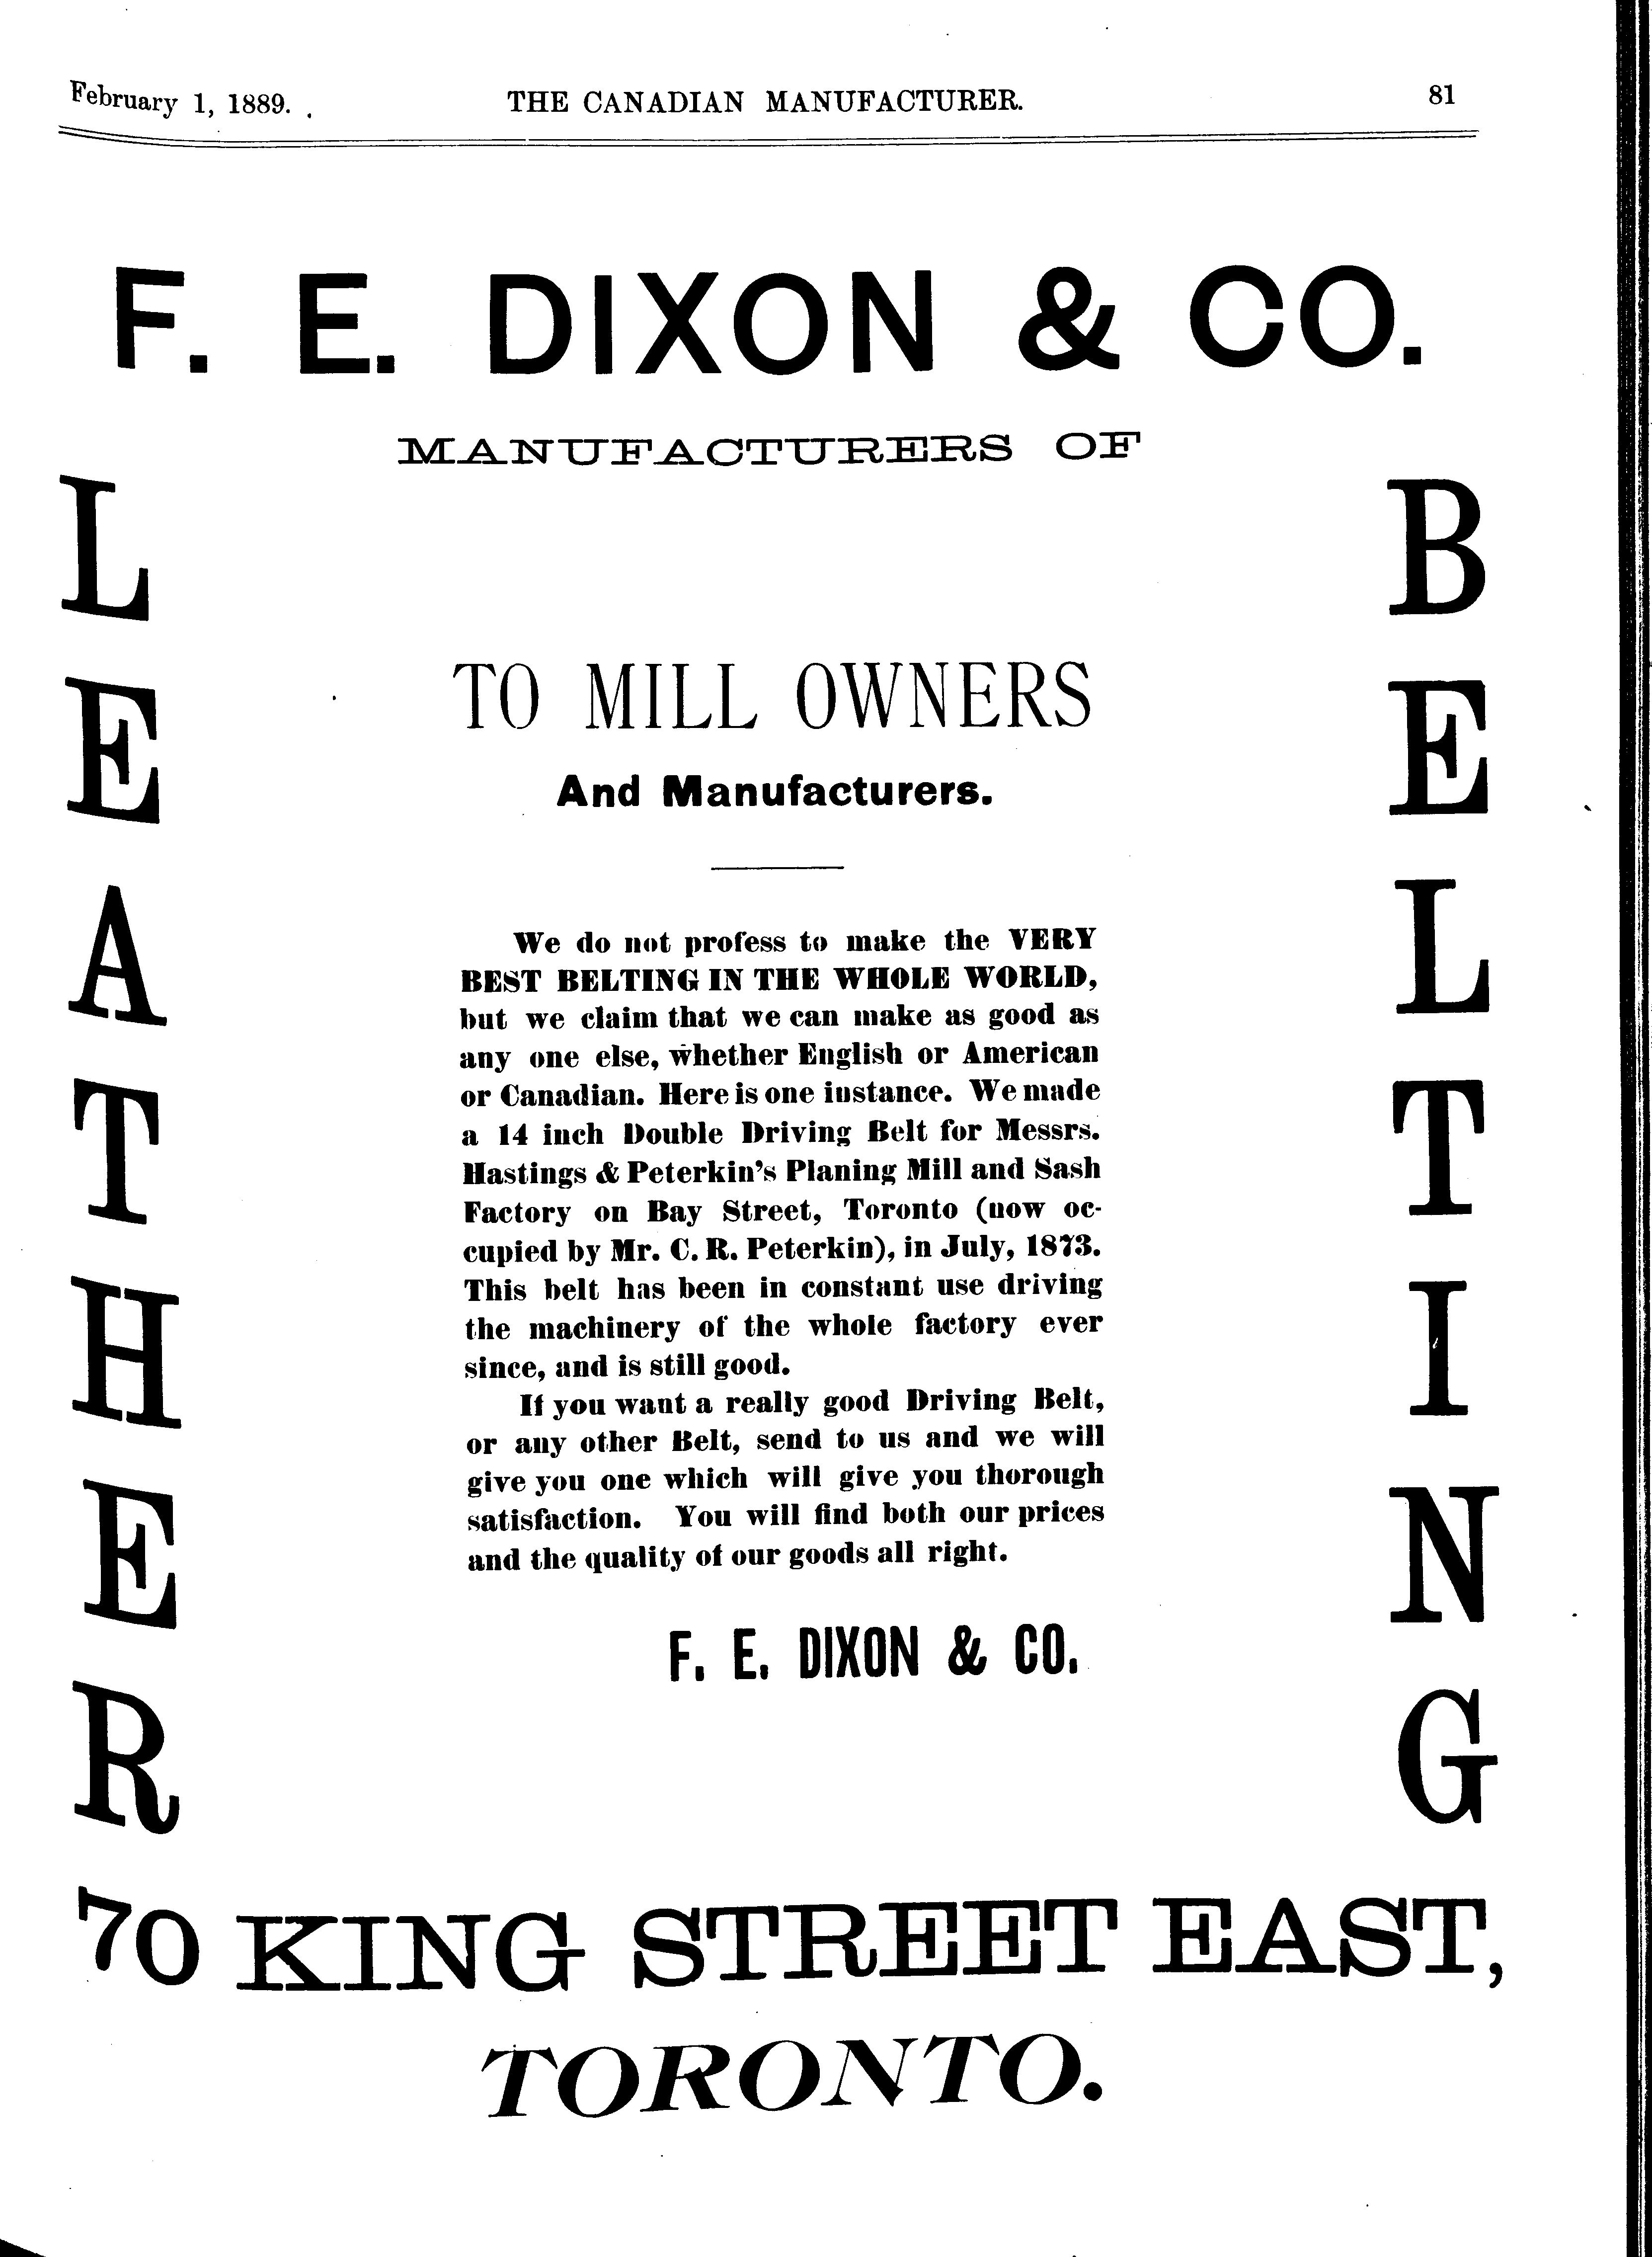 February 1, 1889.
THE CANADIAN MANUFACTURER.
81
F. E. DIXON & CO.
MANUFACTURERS OF
LEATHER
BELTING
TO MILL OWNERS
And Manufacturers.
We do not profess to make the VERY
BEST BELTING IN THE WHOLE WORLD,
but we claim that we can make as good as
any one else, whether English or American
or Canadian. Here is one instance. We made
a 14 inch Double Driving Belt for Messrs.
Hastings & Peterkin's Planing Mill and Sash
Factory on Bay Street, Toronto (now oc-
cupied by Mr. C. R. Peterkin), in July, 1873.
This belt has been in constant use driving
the machinery of the whole factory ever
since, and is still good.
If you want a really good Driving Belt,
or any other Belt, send to us and we will
give you one which will give you thorough
satisfaction. You will find both our prices
and the quality of our goods all right.
F. E. DIXON & CO.
70 KING STREET EAST,
TORONTO.